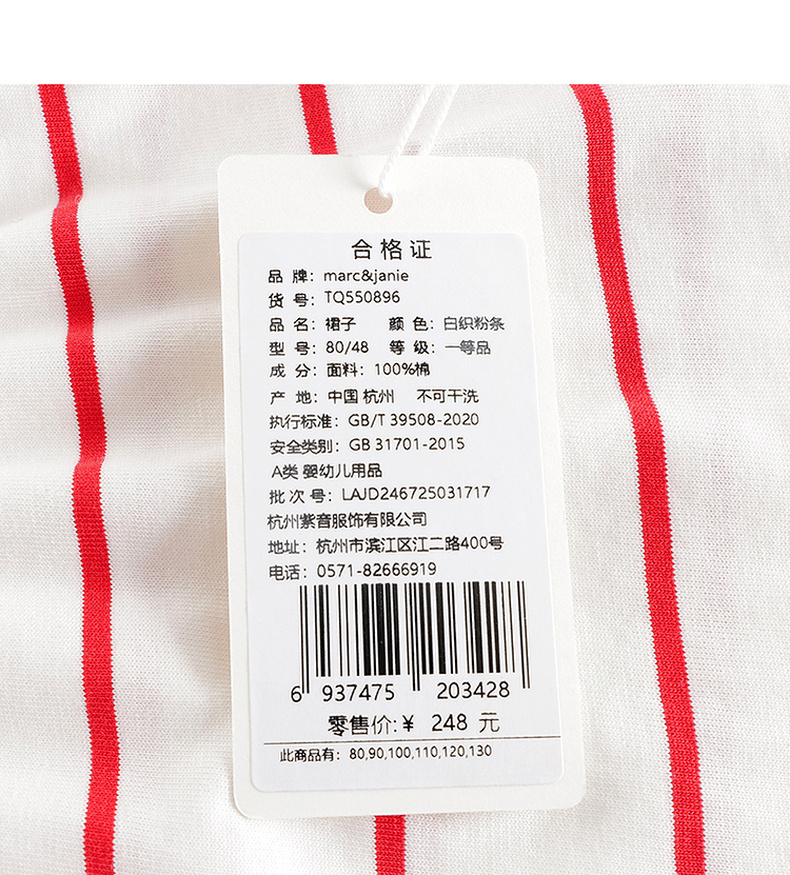 合格证
品 牌：marc&janie
货 号：TQ550896
品 名：裙子 颜 色：白织粉条
型 号：80/48 等 级：一等品
成 分：面料：100%棉
产 地：中国 杭州 不可干洗
执行标准：GB/T 39508-2020
安全类别：GB 31701-2015
A类 婴幼儿用品
批 次 号：LAJD246725031717
杭州紫音服饰有限公司
地址：杭州市滨江区江二路400号
电话：0571-82666919
6 937475 203428
零售价:¥ 248 元
此商品有：80,90,100,110,120,130